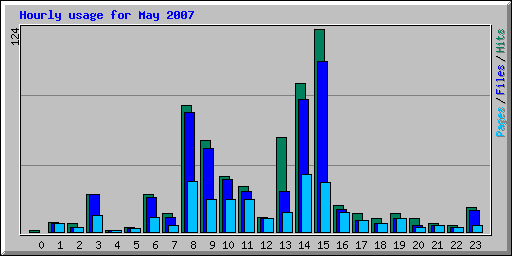 Hourly usage for May 2007
124
Pages/Files/Hits
0 1 2 3 4 5 6 7 8 9 10 11 12 13 14 15 16 17 18 19 20 21 22 23